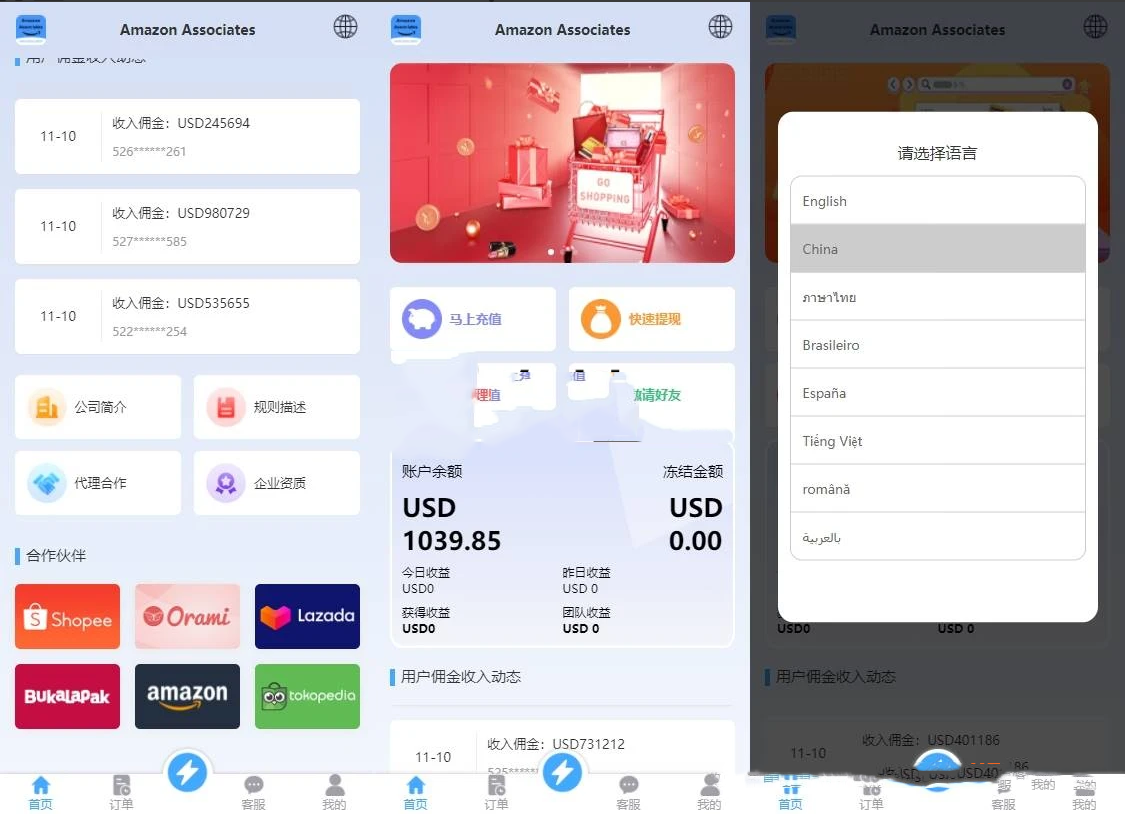 Amazon Associates
用户佣金收入动态
11-10
收入佣金：USD245694
526******261
11-10
收入佣金：USD980729
527******585
11-10
收入佣金：USD535655
522******254
公司简介
规则描述
代理合作
企业资质
合作伙伴
Shopee
Orami
Lazada
BukaLaPak
amazon
tokopedia
首页
订单
客服
我的
Amazon Associates
GO
SHOPPING
马上充值
快速提现
理值
值
请好友
账户余额
冻结金额
USD
1039.85
USD
0.00
今日收益
USD0
昨日收益
USD 0
获得收益
USD0
团队收益
USD 0
用户佣金收入动态
11-10
收入佣金：USD731212
首页
订单
客服
我的
Amazon Associates
请选择语言
English
China
ภาษาไทย
Brasileiro
España
Tiếng Việt
română
بالعربية
USD0
USD 0
用户佣金收入动态
11-10
收入佣金：USD401186
我的
首页
订单
客服
我的